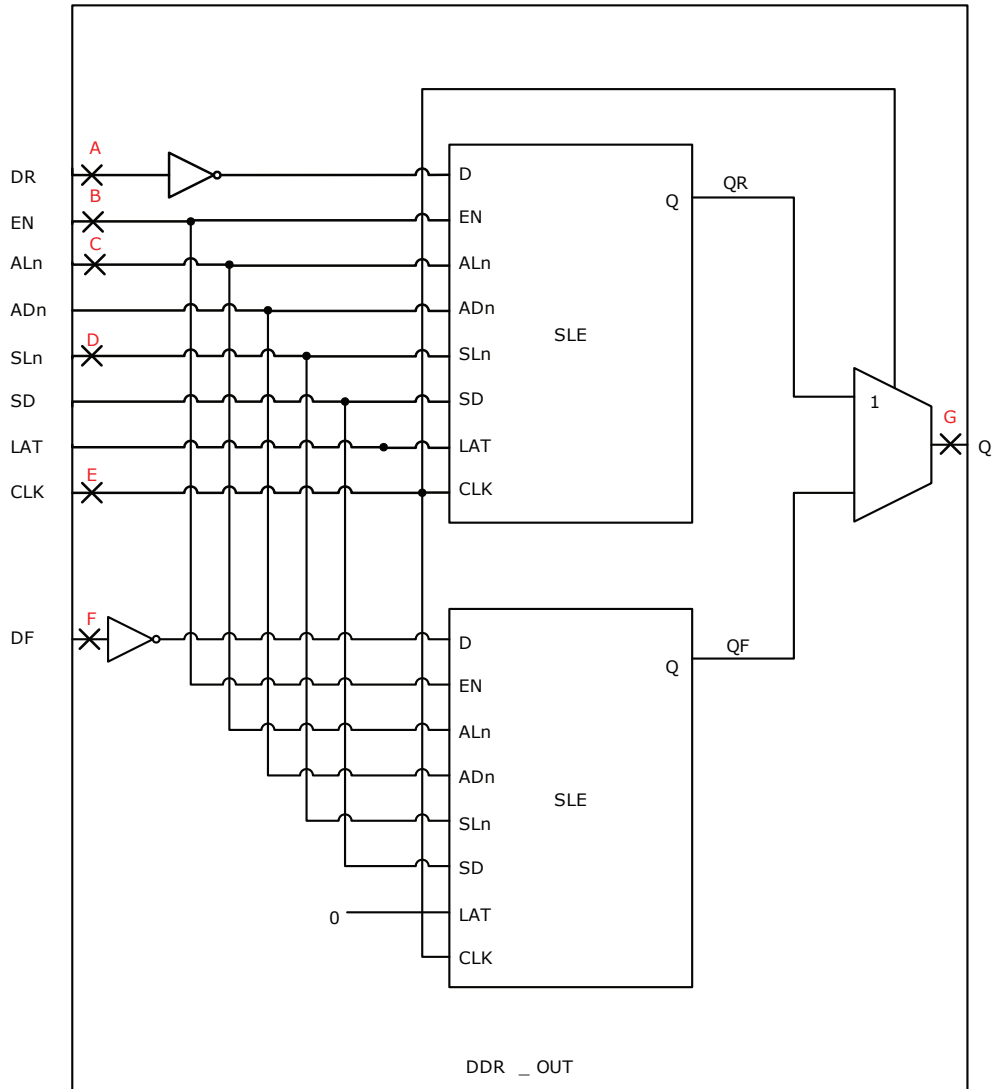 A
DR
D
B
QR
Q
EN
EN
C
ALn
ALn
ADn
ADn
SLE
D
SLn
SLn
SD
SD
1
G
LAT
LAT
Q
E
CLK
CLK
F
DF
D
QF
Q
EN
ALn
ADn
SLE
SLn
SD
0
LAT
CLK
DDR _ OUT